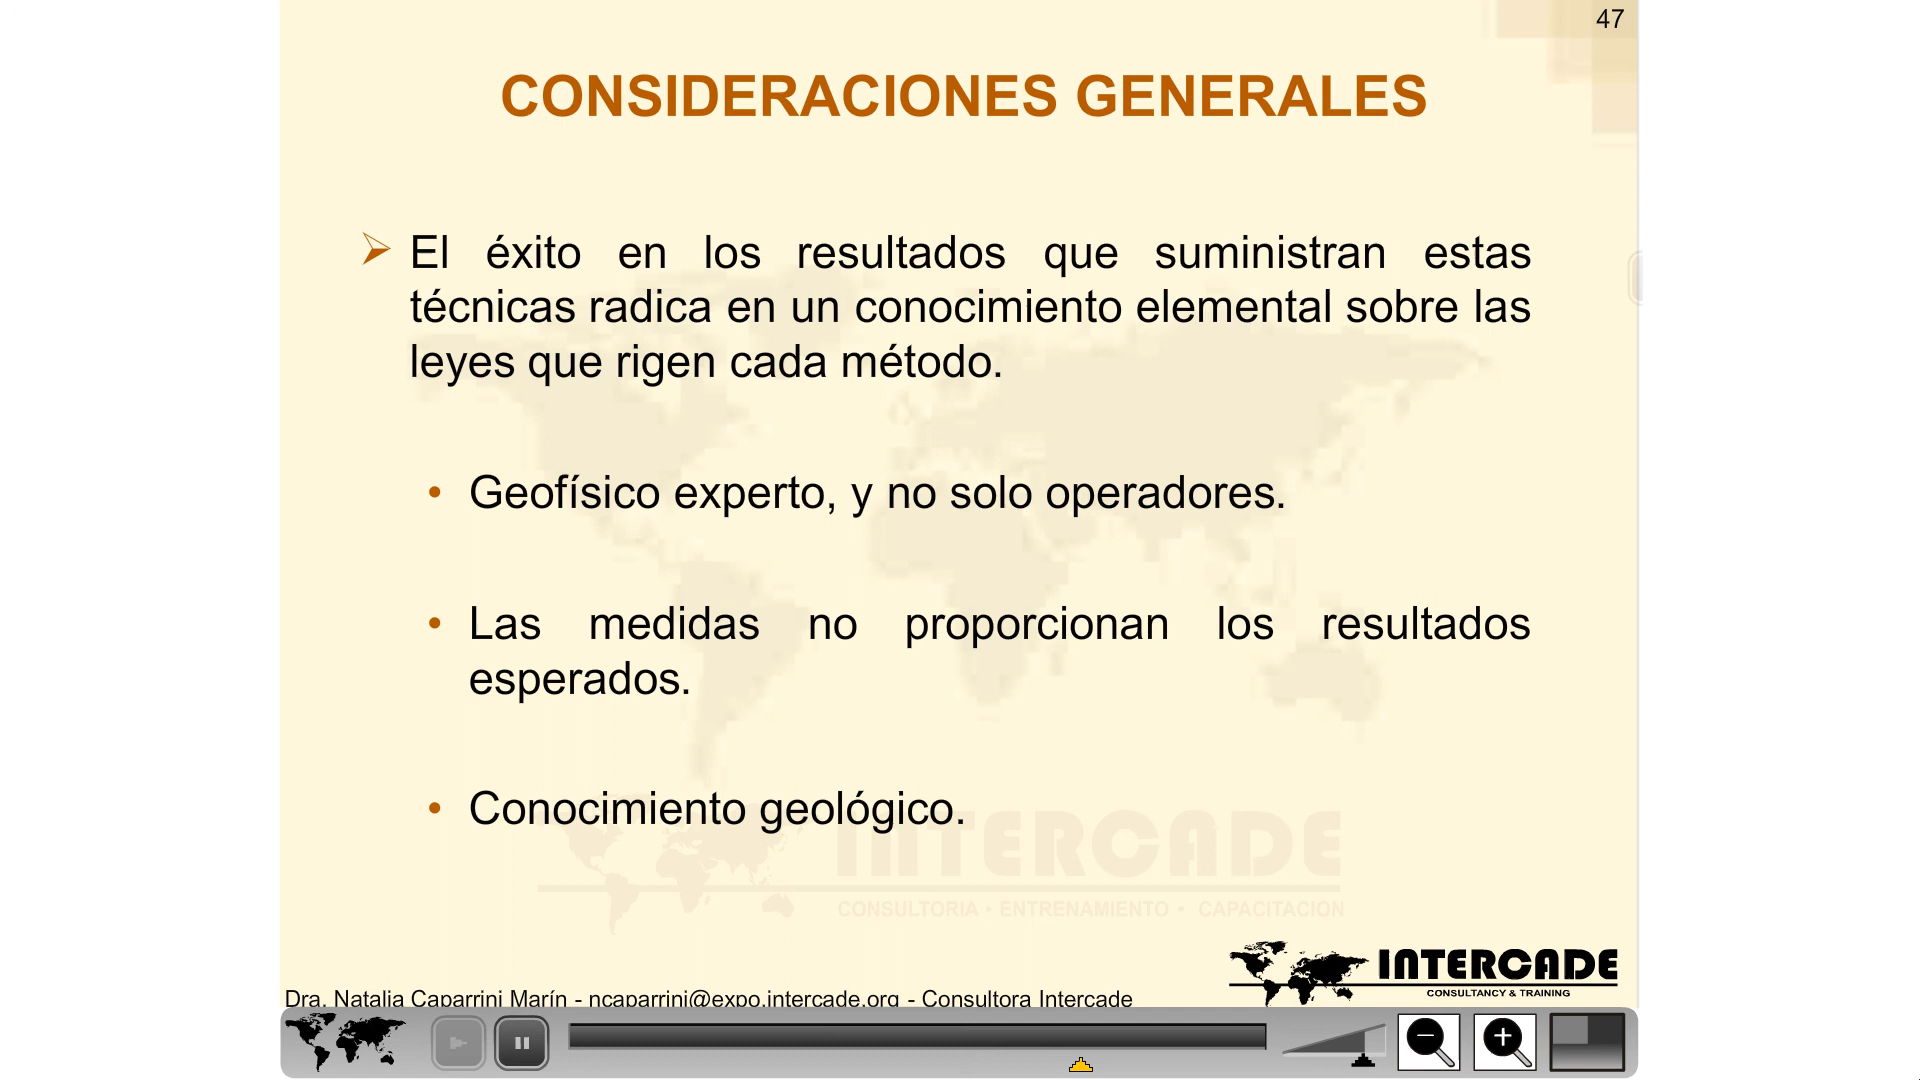 47
CONSIDERACIONES GENERALES
El éxito en los resultados que suministran estas
técnicas radica en un conocimiento elemental sobre las
leyes que rigen cada método.
• Geofísico experto, y no solo operadores.
• Las medidas no proporcionan los resultados
esperados.
• Conocimiento geológico.
INTERCADE
CONSULTORIA • ENTRENAMIENTO • CAPACITACION
INTERCADE
CONSULTANCY & TRAINING
Dra. Natalia Caparrini Marín - ncaparrini@expo.intercade.org - Consultora Intercade